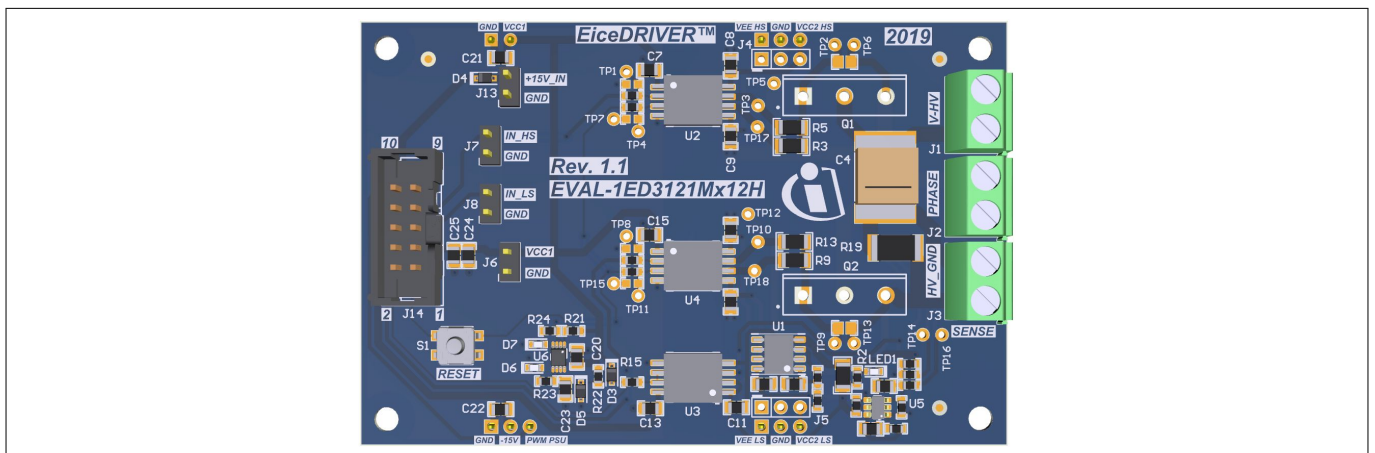 GND VCC1
EiceDRIVER™
VEE HS GND VCC2 HS
TP2 TP6
2019
C21
C7
C8
J4
D4
+15V_IN
J13
GND
TP1
TP5
TP3
V-HV
U2
TP7
TP4
TP17
Q1
R5
R3
J1
10 9
J7
IN_HS
GND
C9
C4
Rev. 1.1
EVAL-1ED3121Mx12H
PHASE
J8
IN_LS
GND
TP12
TP8
C15
TP10
J2
C25
C24
R13
R9
R19
J6
VCC1
GND
TP15
TP11
TP18
U4
Q2
HV_GND
2 J14 1
J3
SENSE
R24 R21
U1
TP9
TP13
TP14
TP16
S1
D7
U6
C20
R15
R2
LED1
RESET
D6
R23
R22
D3
C23
D5
U3
U5
C22
C13
C11
J5
GND -15V PWM PSU
VEE LS GND VCC2 LS